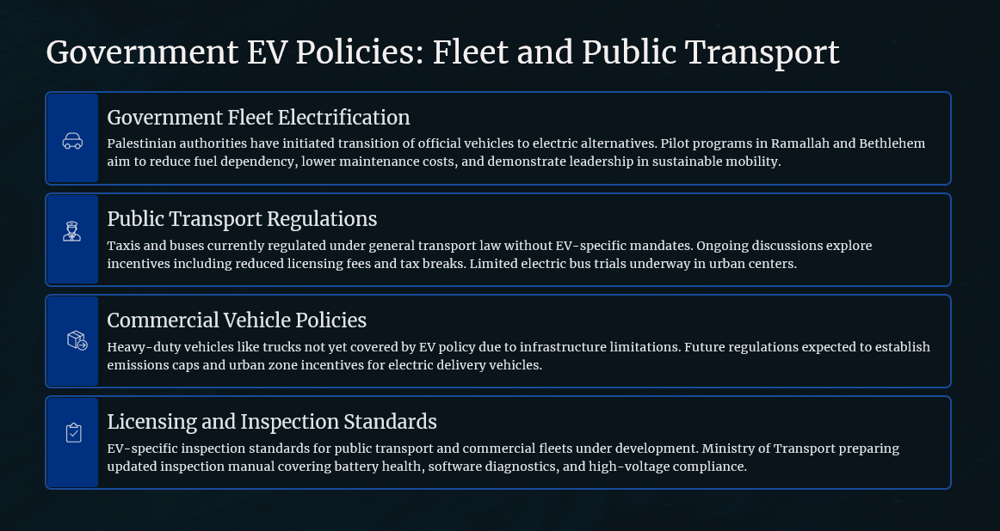 Government EV Policies: Fleet and Public Transport
Government Fleet Electrification
Palestinian authorities have initiated transition of official vehicles to electric alternatives. Pilot programs in Ramallah and Bethlehem
aim to reduce fuel dependency, lower maintenance costs, and demonstrate leadership in sustainable mobility.
Public Transport Regulations
Taxis and buses currently regulated under general transport law without EV-specific mandates. Ongoing discussions explore
incentives including reduced licensing fees and tax breaks. Limited electric bus trials underway in urban centers.
Commercial Vehicle Policies
Heavy-duty vehicles like trucks not yet covered by EV policy due to infrastructure limitations. Future regulations expected to establish
emissions caps and urban zone incentives for electric delivery vehicles.
Licensing and Inspection Standards
EV-specific inspection standards for public transport and commercial fleets under development. Ministry of Transport preparing
updated inspection manual covering battery health, software diagnostics, and high-voltage compliance.